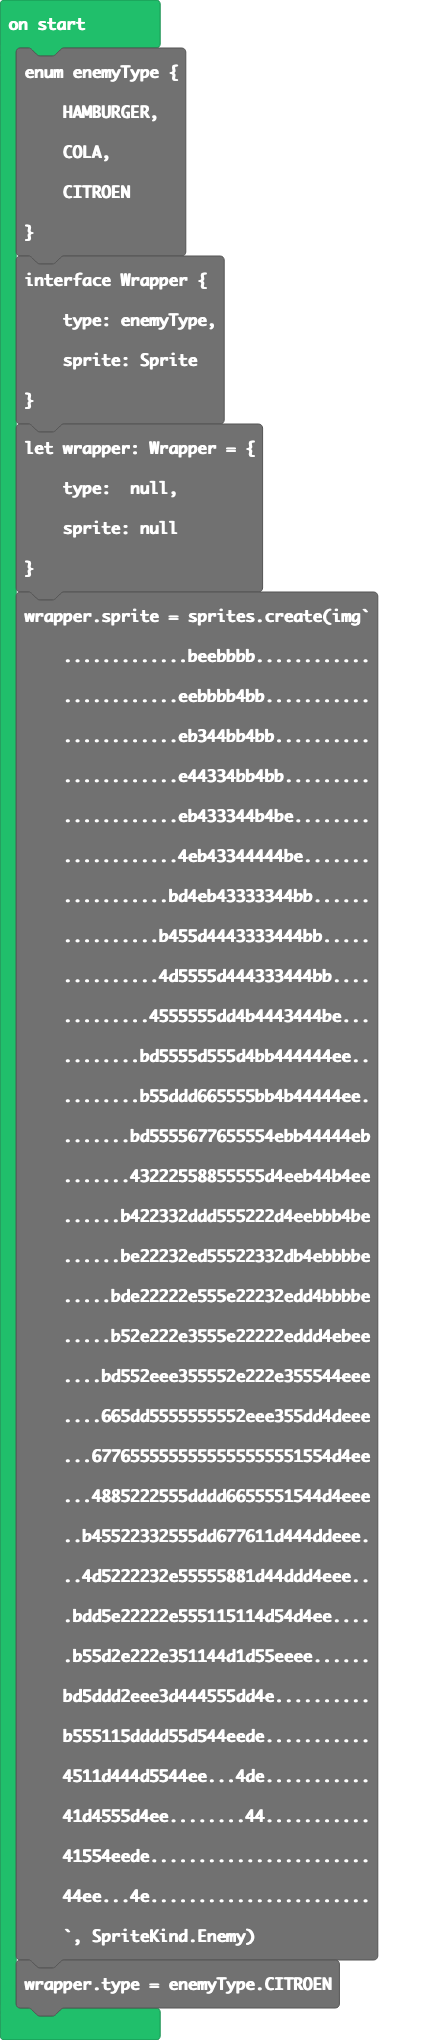 on start
enum enemyType {
HAMBURGER,
COLA,
CITROEN
}
interface Wrapper {
type: enemyType,
sprite: Sprite
}
let wrapper: Wrapper = {
type:  null,
sprite: null
}
wrapper.sprite = sprites.create(img`
.............beebbbb............
............eebbbb4bb...........
............eb344bb4bb..........
............e44334bb4bb.........
............eb433344b4be........
............4eb43344444be.......
...........bd4eb43333344bb......
..........b455d4443333444bb.....
..........4d5555d444333444bb....
.........4555555dd4b4443444be...
........bd5555d555d4bb444444ee..
........b55ddd665555bb4b44444ee.
.......bd5555677655554ebb44444eb
.......43222558855555d4eeb44b4ee
......b422332ddd555222d4eebbb4be
......be22232ed55522332db4ebbbbe
.....bde22222e555e22232edd4bbbbe
.....b52e222e3555e22222eddd4ebee
....bd552eee355552e222e355544eee
....665dd5555555552eee355dd4deee
...6776555555555555555551554d4ee
...4885222555dddd6655551544d4eee
..b45522332555dd677611d444ddeee.
..4d5222232e55555881d44ddd4eee..
.bdd5e22222e555115114d54d4ee....
.b55d2e222e351144d1d55eeee......
bd5ddd2eee3d444555dd4e..........
b555115dddd55d544eede...........
4511d444d5544ee...4de...........
41d4555d4ee........44...........
41554eede.......................
44ee...4e.......................
`, SpriteKind.Enemy)
wrapper.type = enemyType.CITROEN